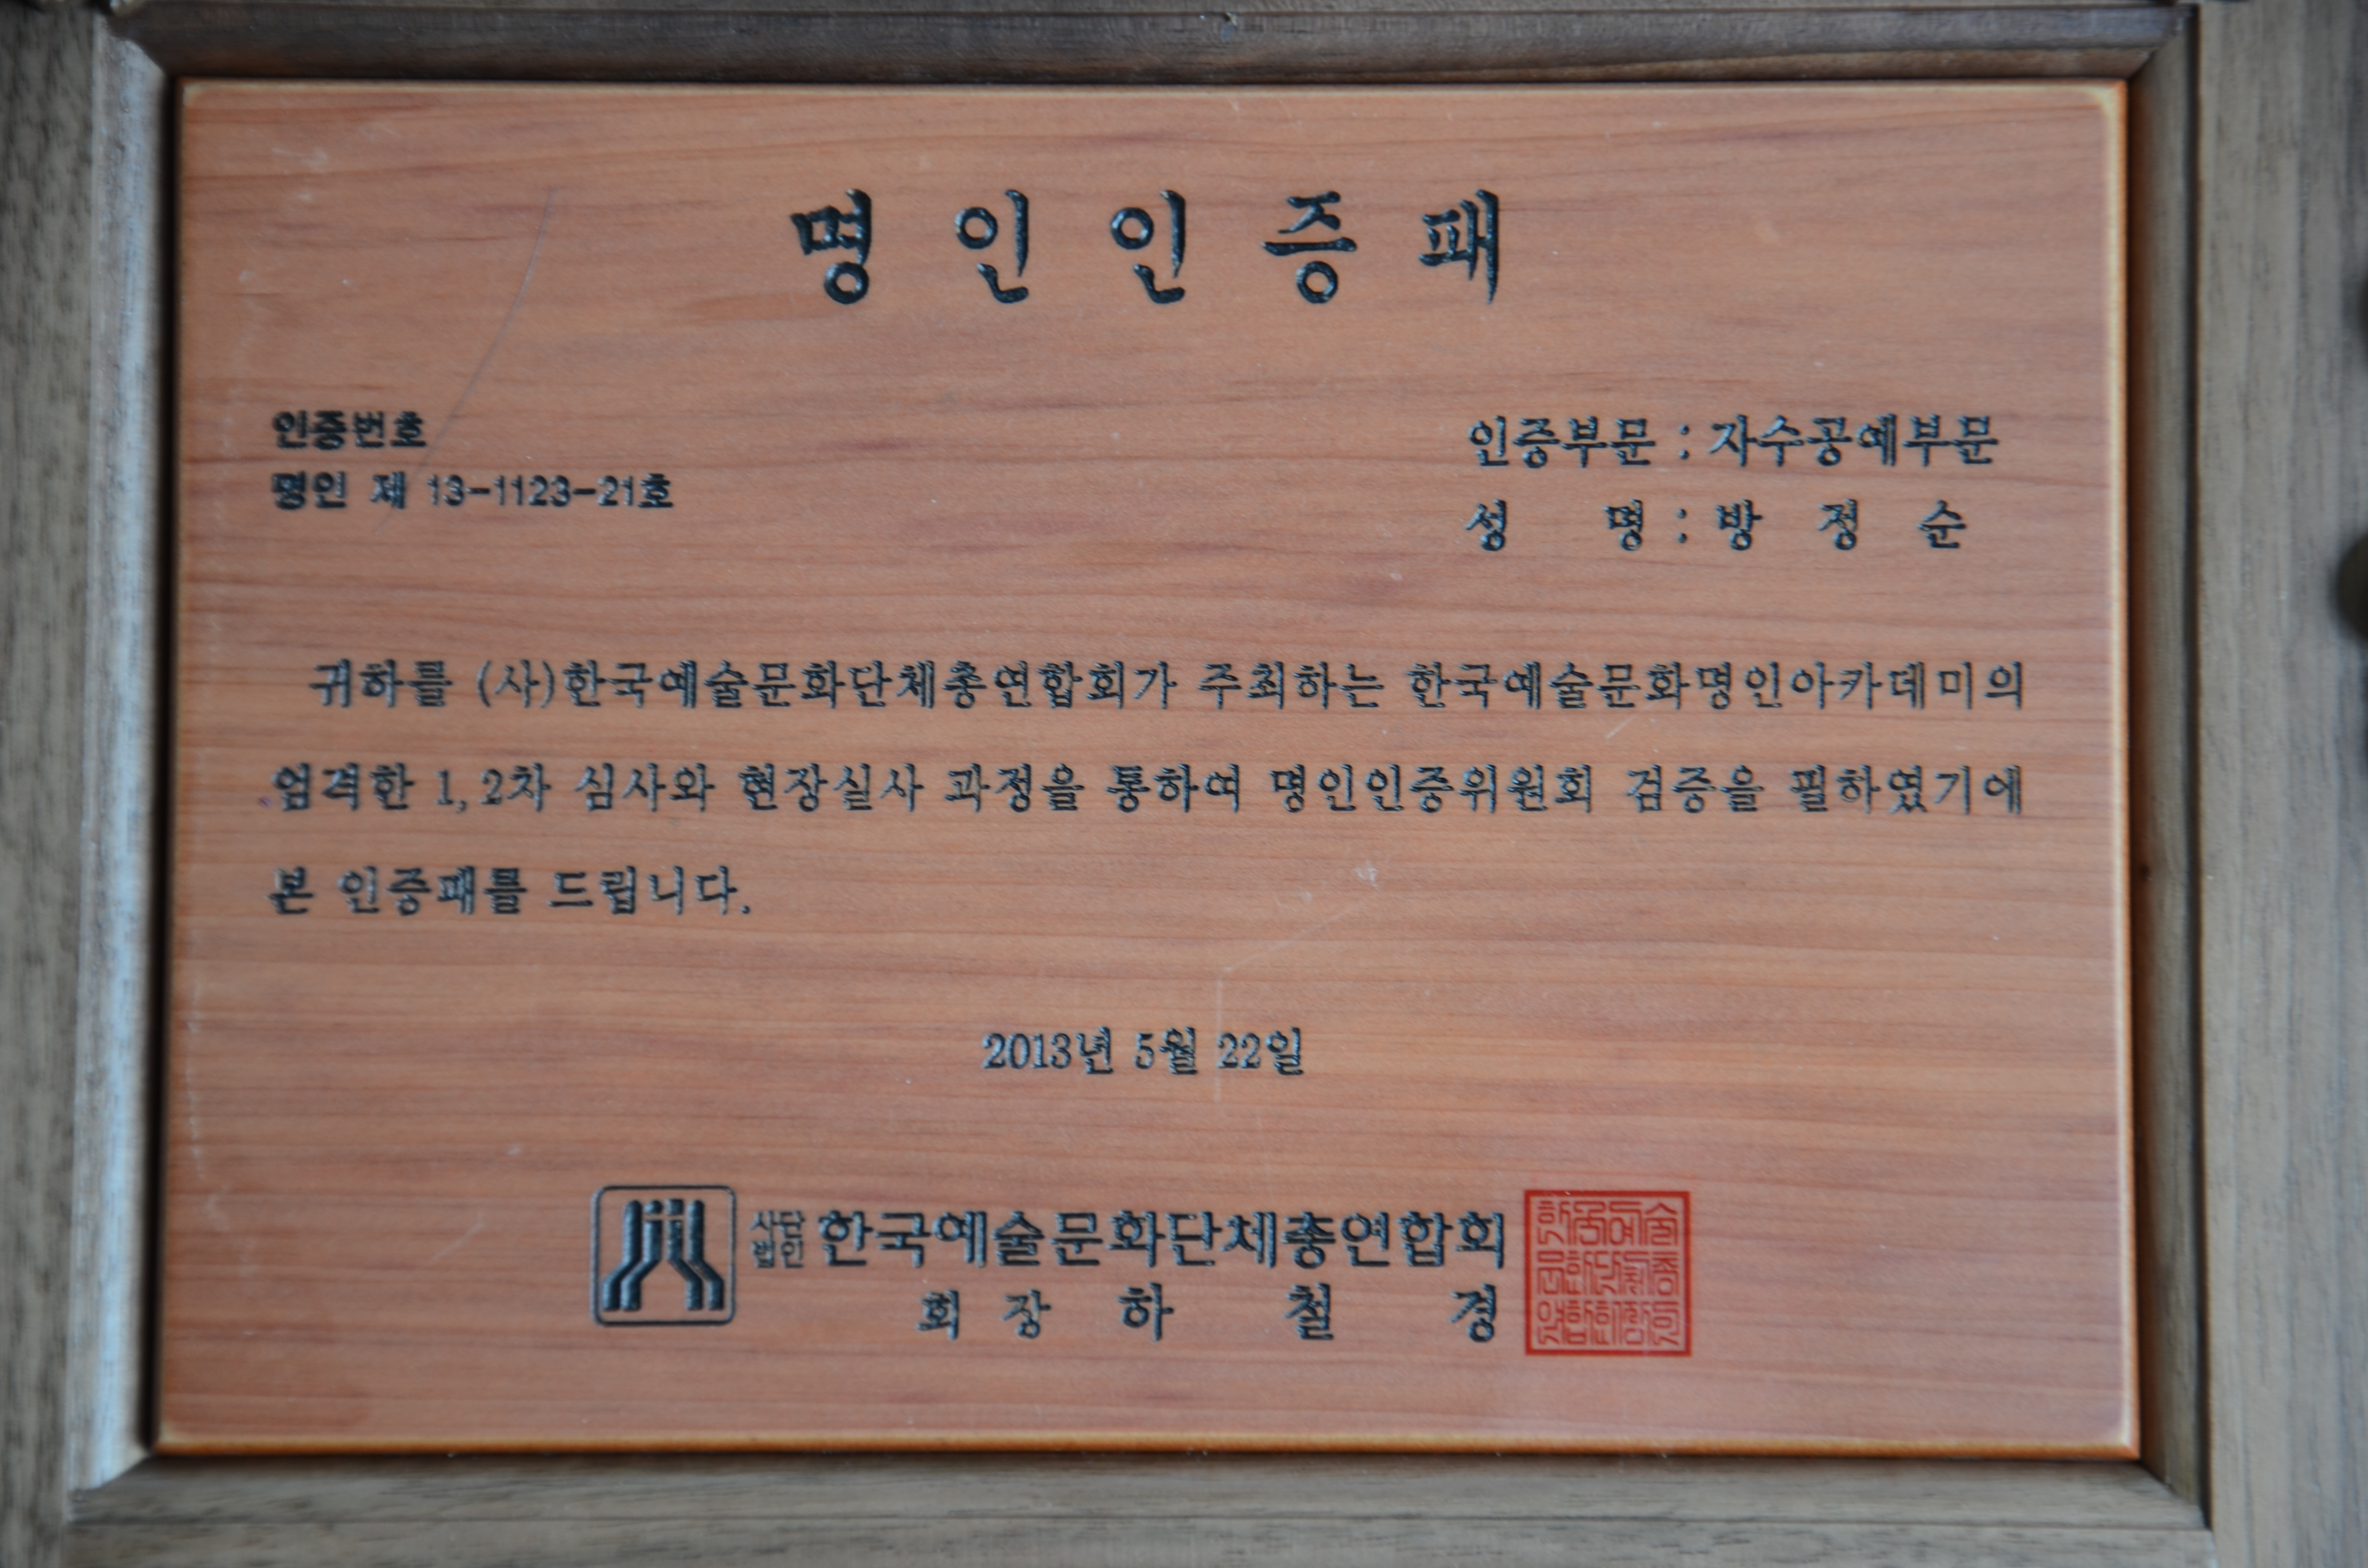 명인인증패
인증번호
명인 제 13-1123-21호
인증부문 : 자수공예부문
성 명 : 방 정 순
귀하를 (사)한국예술문화단체총연합회가 주최하는 한국예술문화명인아카데미의
엄격한 1, 2차 심사와 현장실사 과정을 통하여 명인인증위원회 검증을 필하였기에
본 인증패를 드립니다.
2013년 5월 22일
사단법인 한국예술문화단체총연합회
회 장 하 철 경